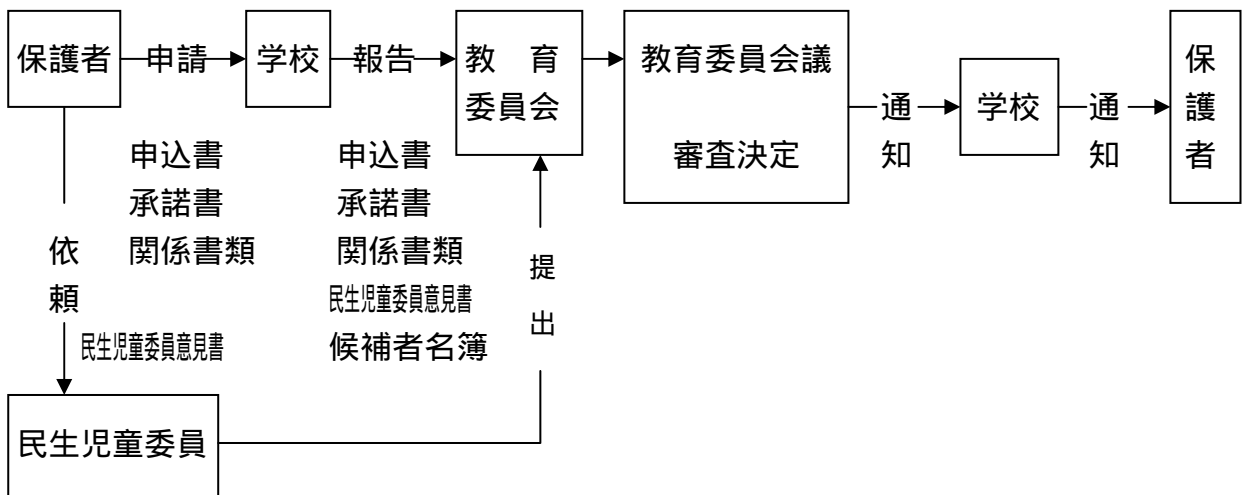 保護者
申請
学校
報告
教　育
委員会
教育委員会議
審査決定
通知
学校
通知
保護者
申込書
承諾書
関係書類
申込書
承諾書
関係書類
民生児童委員意見書
候補者名簿
依頼
民生児童委員意見書
提出
民生児童委員